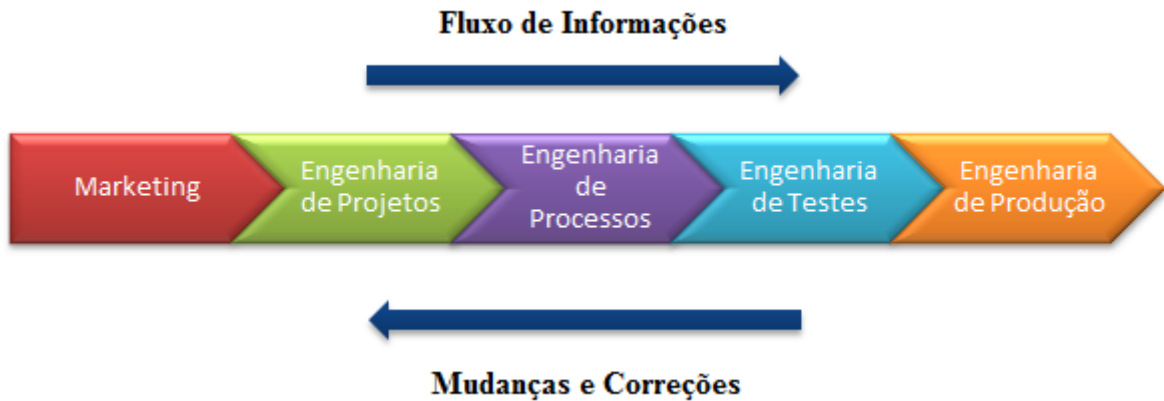 Fluxo de Informações
Marketing
Engenharia
de Projetos
Engenharia
de
Processos
Engenharia
de Testes
Engenharia
de Produção
Mudanças e Correções